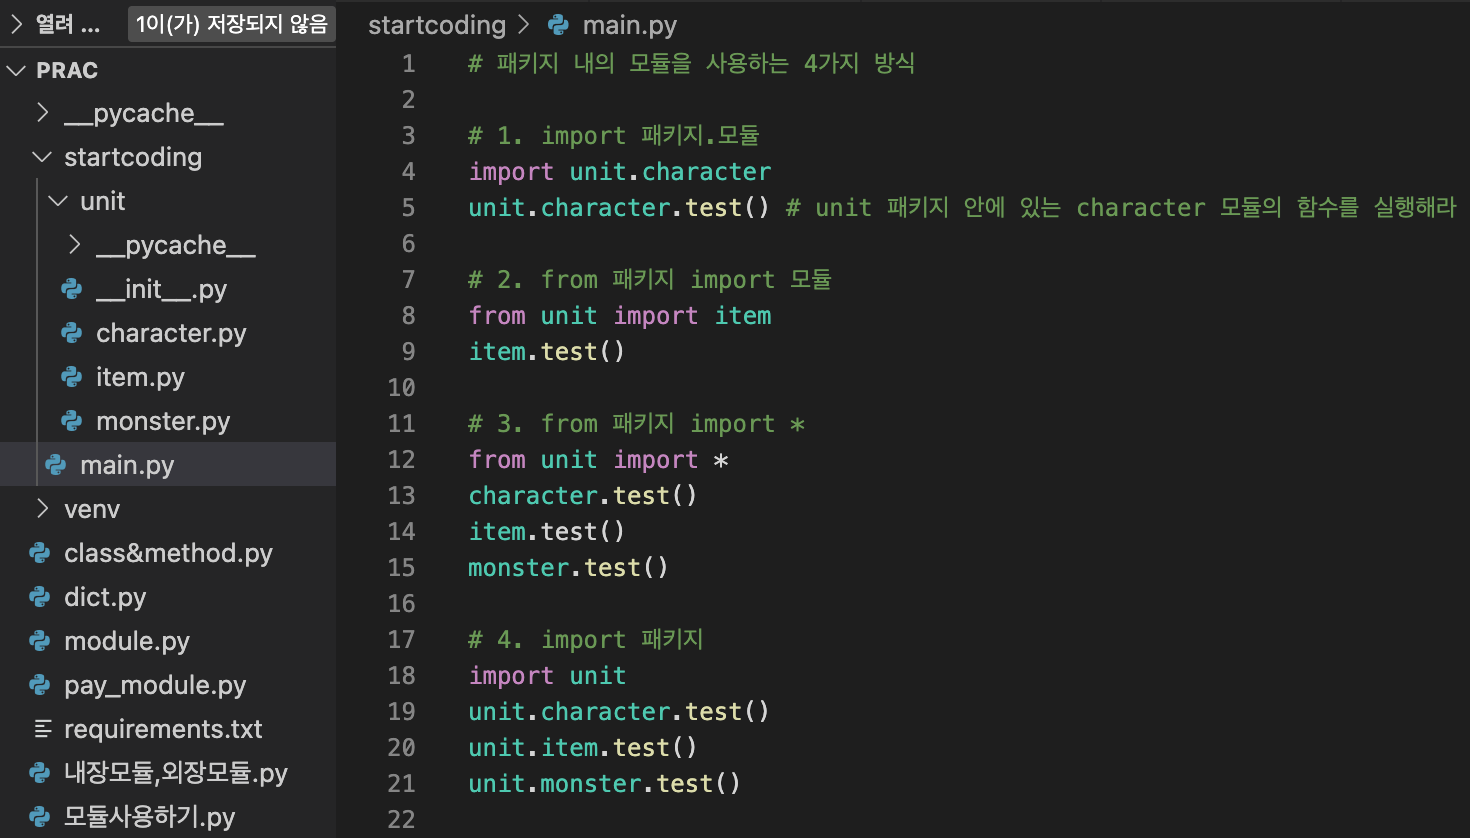 열려 ...
1이(가) 저장되지 않음
PRAC
__pycache__
startcoding
unit
__pycache__
__init__.py
character.py
item.py
monster.py
main.py
venv
class&method.py
dict.py
module.py
pay_module.py
requirements.txt
내장모듈,외장모듈.py
모듈사용하기.py
startcoding > main.py
1 # 패키지 내의 모듈을 사용하는 4가지 방식
2
3 # 1. import 패키지.모듈
4 import unit.character
5 unit.character.test() # unit 패키지 안에 있는 character 모듈의 함수를 실행해라
6
7 # 2. from 패키지 import 모듈
8 from unit import item
9 item.test()
10
11 # 3. from 패키지 import *
12 from unit import *
13 character.test()
14 item.test()
15 monster.test()
16
17 # 4. import 패키지
18 import unit
19 unit.character.test()
20 unit.item.test()
21 unit.monster.test()
22